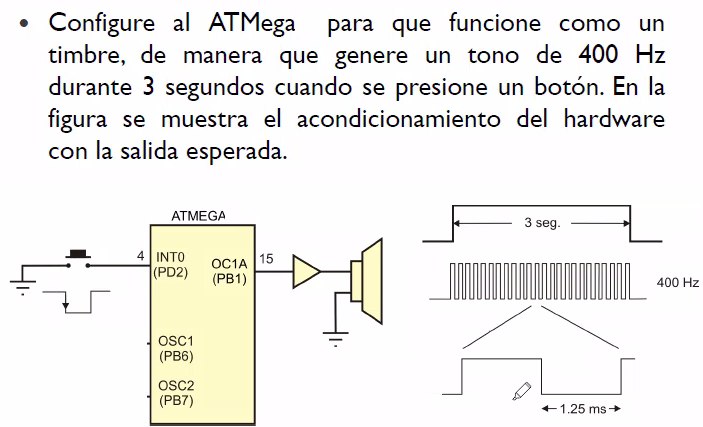 • Configure al ATMega para que funcione como un
timbre, de manera que genere un tono de 400 Hz
durante 3 segundos cuando se presione un botón. En la
figura se muestra el acondicionamiento del hardware
con la salida esperada.
ATMEGA
4
INT0
(PD2)
OC1A
(PB1)
15
OSC1
(PB6)
OSC2
(PB7)
3 seg.
400 Hz
1.25 ms